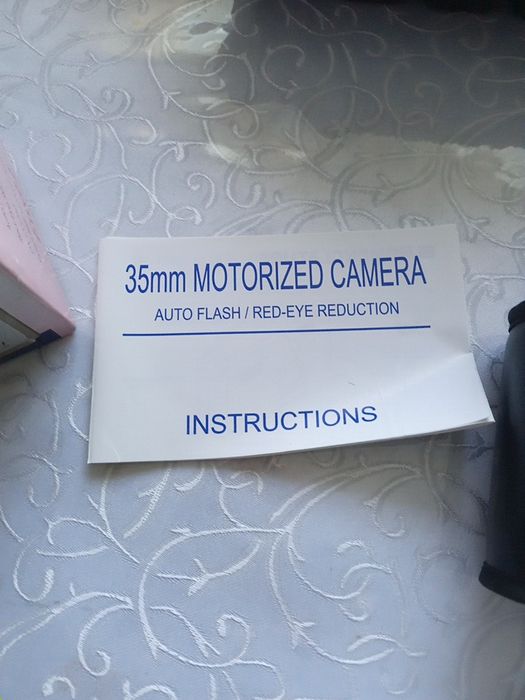 35mm MOTORIZED CAMERA
AUTO FLASH / RED-EYE REDUCTION
INSTRUCTIONS